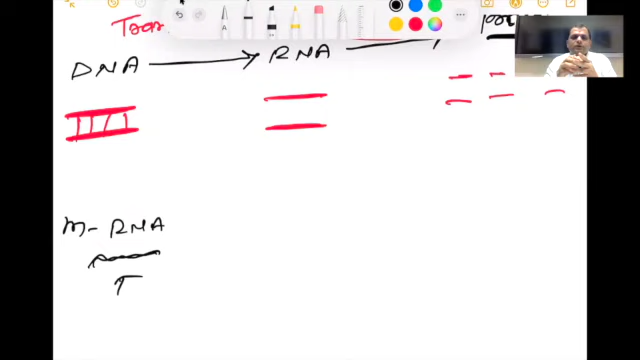 DNA → RNA →
m-RNA
T